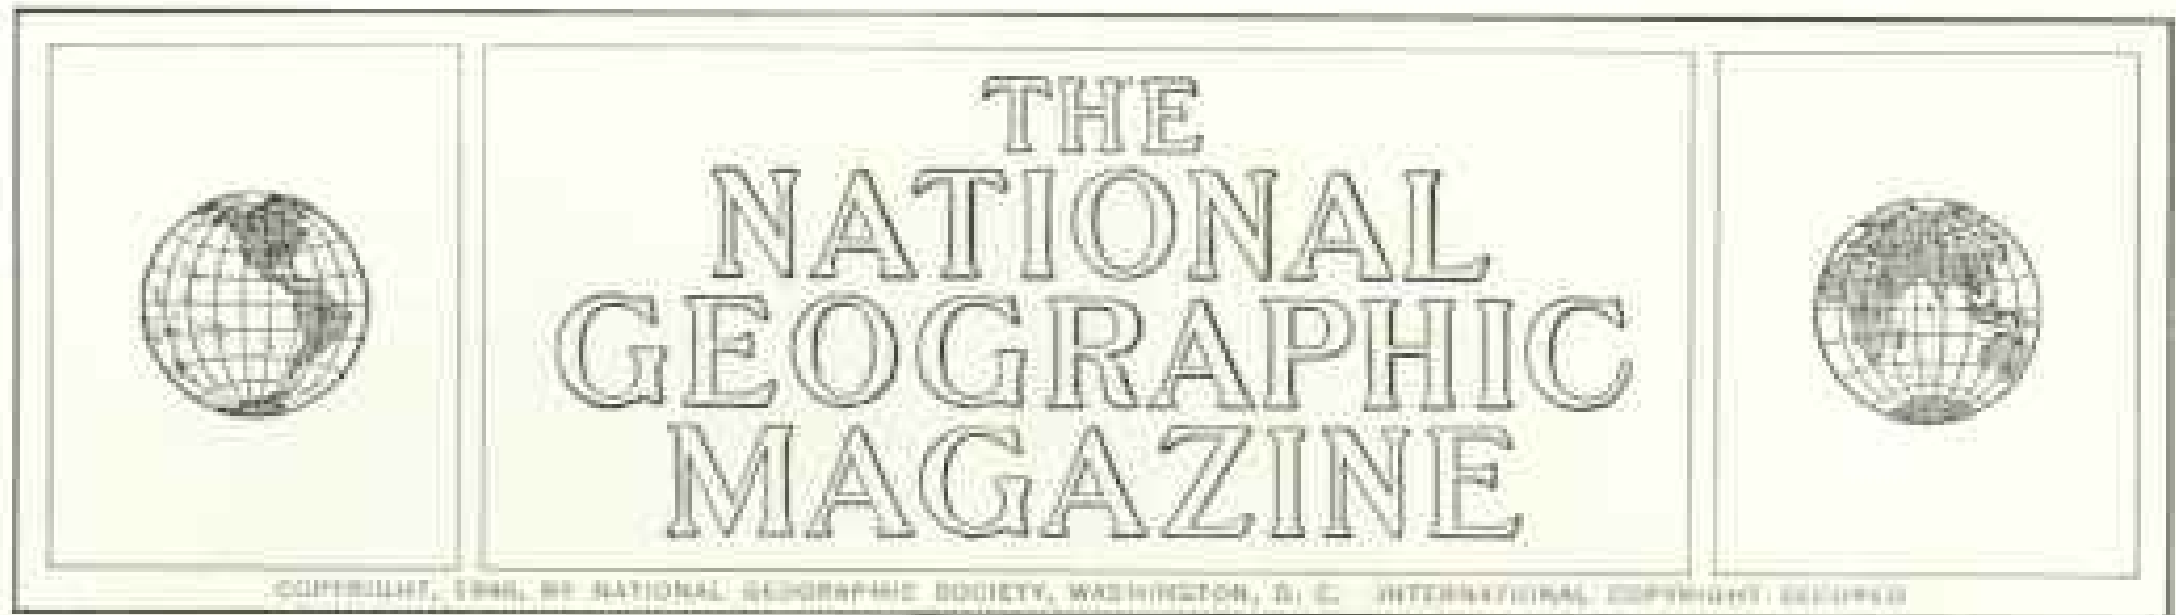 THE
NATIONAL
GEOGRAPHIC
MAGAZINE
COPYRIGHT, BY NATIONAL GEOGRAPHIC SOCIETY, WASHINGTON, D. C. INTERNATIONAL COPYRIGHT SECURED